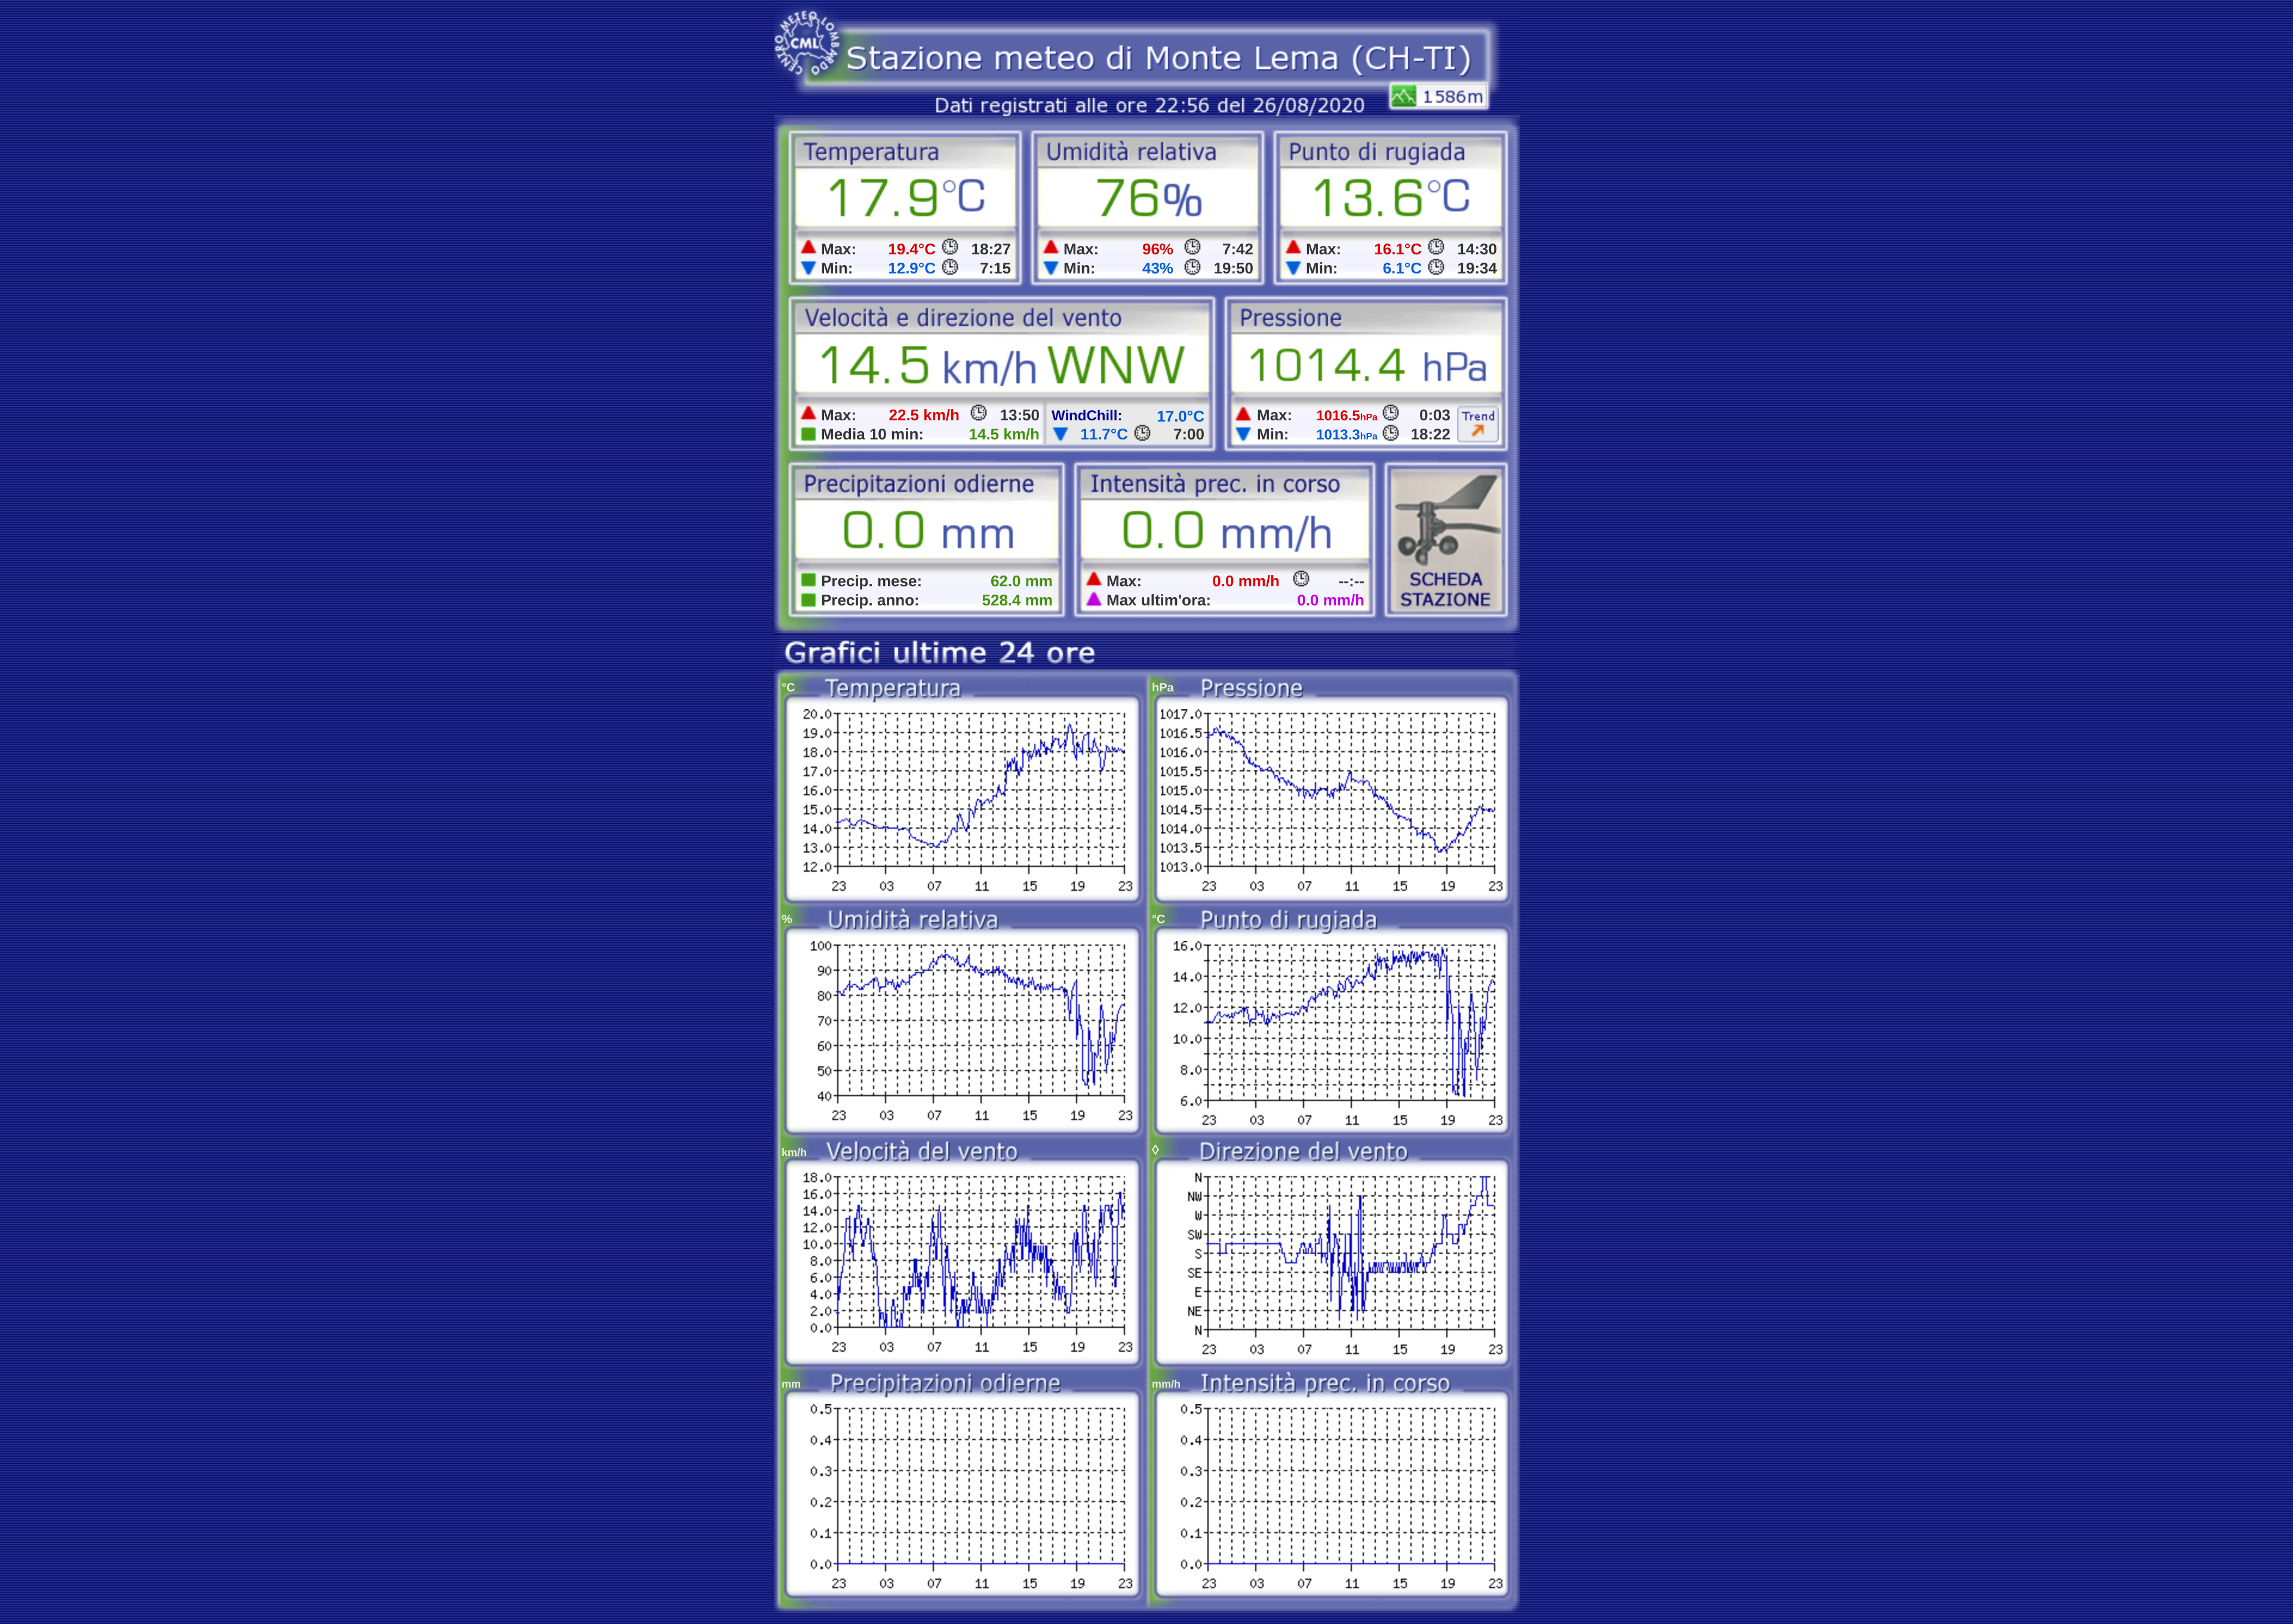 CENTRO METEO LOMBARDO
CML
Stazione meteo di Monte Lema (CH-TI)
1586m
Dati registrati alle ore 22:56 del 26/08/2020
Temperatura
17.9°C
Max: 19.4°C 18:27
Min: 12.9°C 7:15
Umidità relativa
76%
Max: 96% 7:42
Min: 43% 19:50
Punto di rugiada
13.6°C
Max: 16.1°C 14:30
Min: 6.1°C 19:34
Velocità e direzione del vento
14.5 km/h WNW
Max: 22.5 km/h 13:50
Media 10 min: 14.5 km/h
WindChill: 17.0°C
11.7°C 7:00
Pressione
1014.4 hPa
Max: 1016.5hPa 0:03
Min: 1013.3hPa 18:22
Trend
Precipitazioni odierne
0.0 mm
Precip. mese: 62.0 mm
Precip. anno: 528.4 mm
Intensità prec. in corso
0.0 mm/h
Max: 0.0 mm/h --:--
Max ultim'ora: 0.0 mm/h
SCHEDA
STAZIONE
Grafici ultime 24 ore
°C Temperatura
20.0
19.0
18.0
17.0
16.0
15.0
14.0
13.0
12.0
23 03 07 11 15 19 23
hPa Pressione
1017.0
1016.5
1016.0
1015.5
1015.0
1014.5
1014.0
1013.5
1013.0
23 03 07 11 15 19 23
% Umidità relativa
100
90
80
70
60
50
40
23 03 07 11 15 19 23
°C Punto di rugiada
16.0
14.0
12.0
10.0
8.0
6.0
23 03 07 11 15 19 23
km/h Velocità del vento
18.0
16.0
14.0
12.0
10.0
8.0
6.0
4.0
2.0
0.0
23 03 07 11 15 19 23
◊ Direzione del vento
N
NW
W
SW
S
SE
E
NE
N
23 03 07 11 15 19 23
mm Precipitazioni odierne
0.5
0.4
0.3
0.2
0.1
0.0
23 03 07 11 15 19 23
mm/h Intensità prec. in corso
0.5
0.4
0.3
0.2
0.1
0.0
23 03 07 11 15 19 23